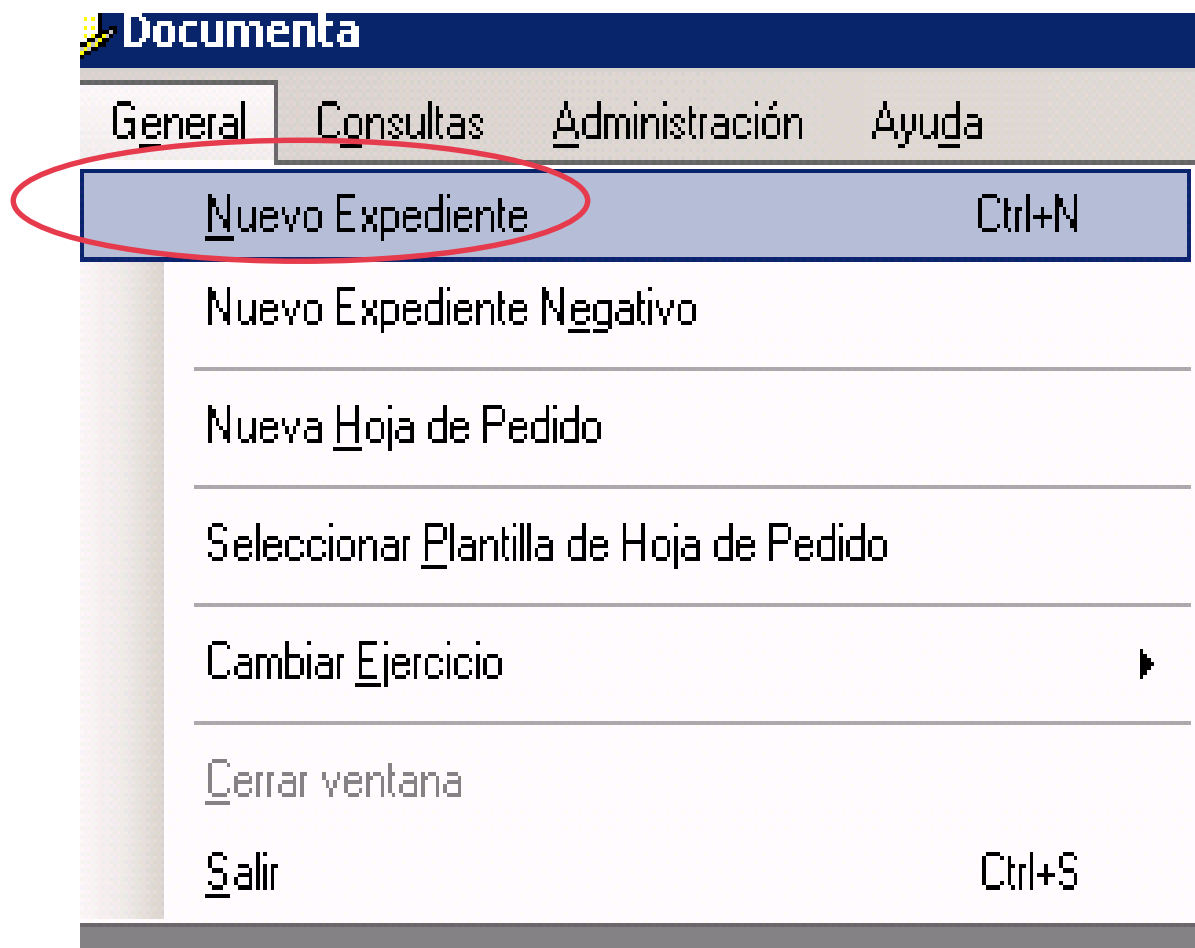 Documenta
General Consultas Administración Ayuda
Nuevo Expediente Ctrl+N
Nuevo Expediente Negativo
Nueva Hoja de Pedido
Seleccionar Plantilla de Hoja de Pedido
Cambiar Ejercicio
Cerrar ventana
Salir Ctrl+S